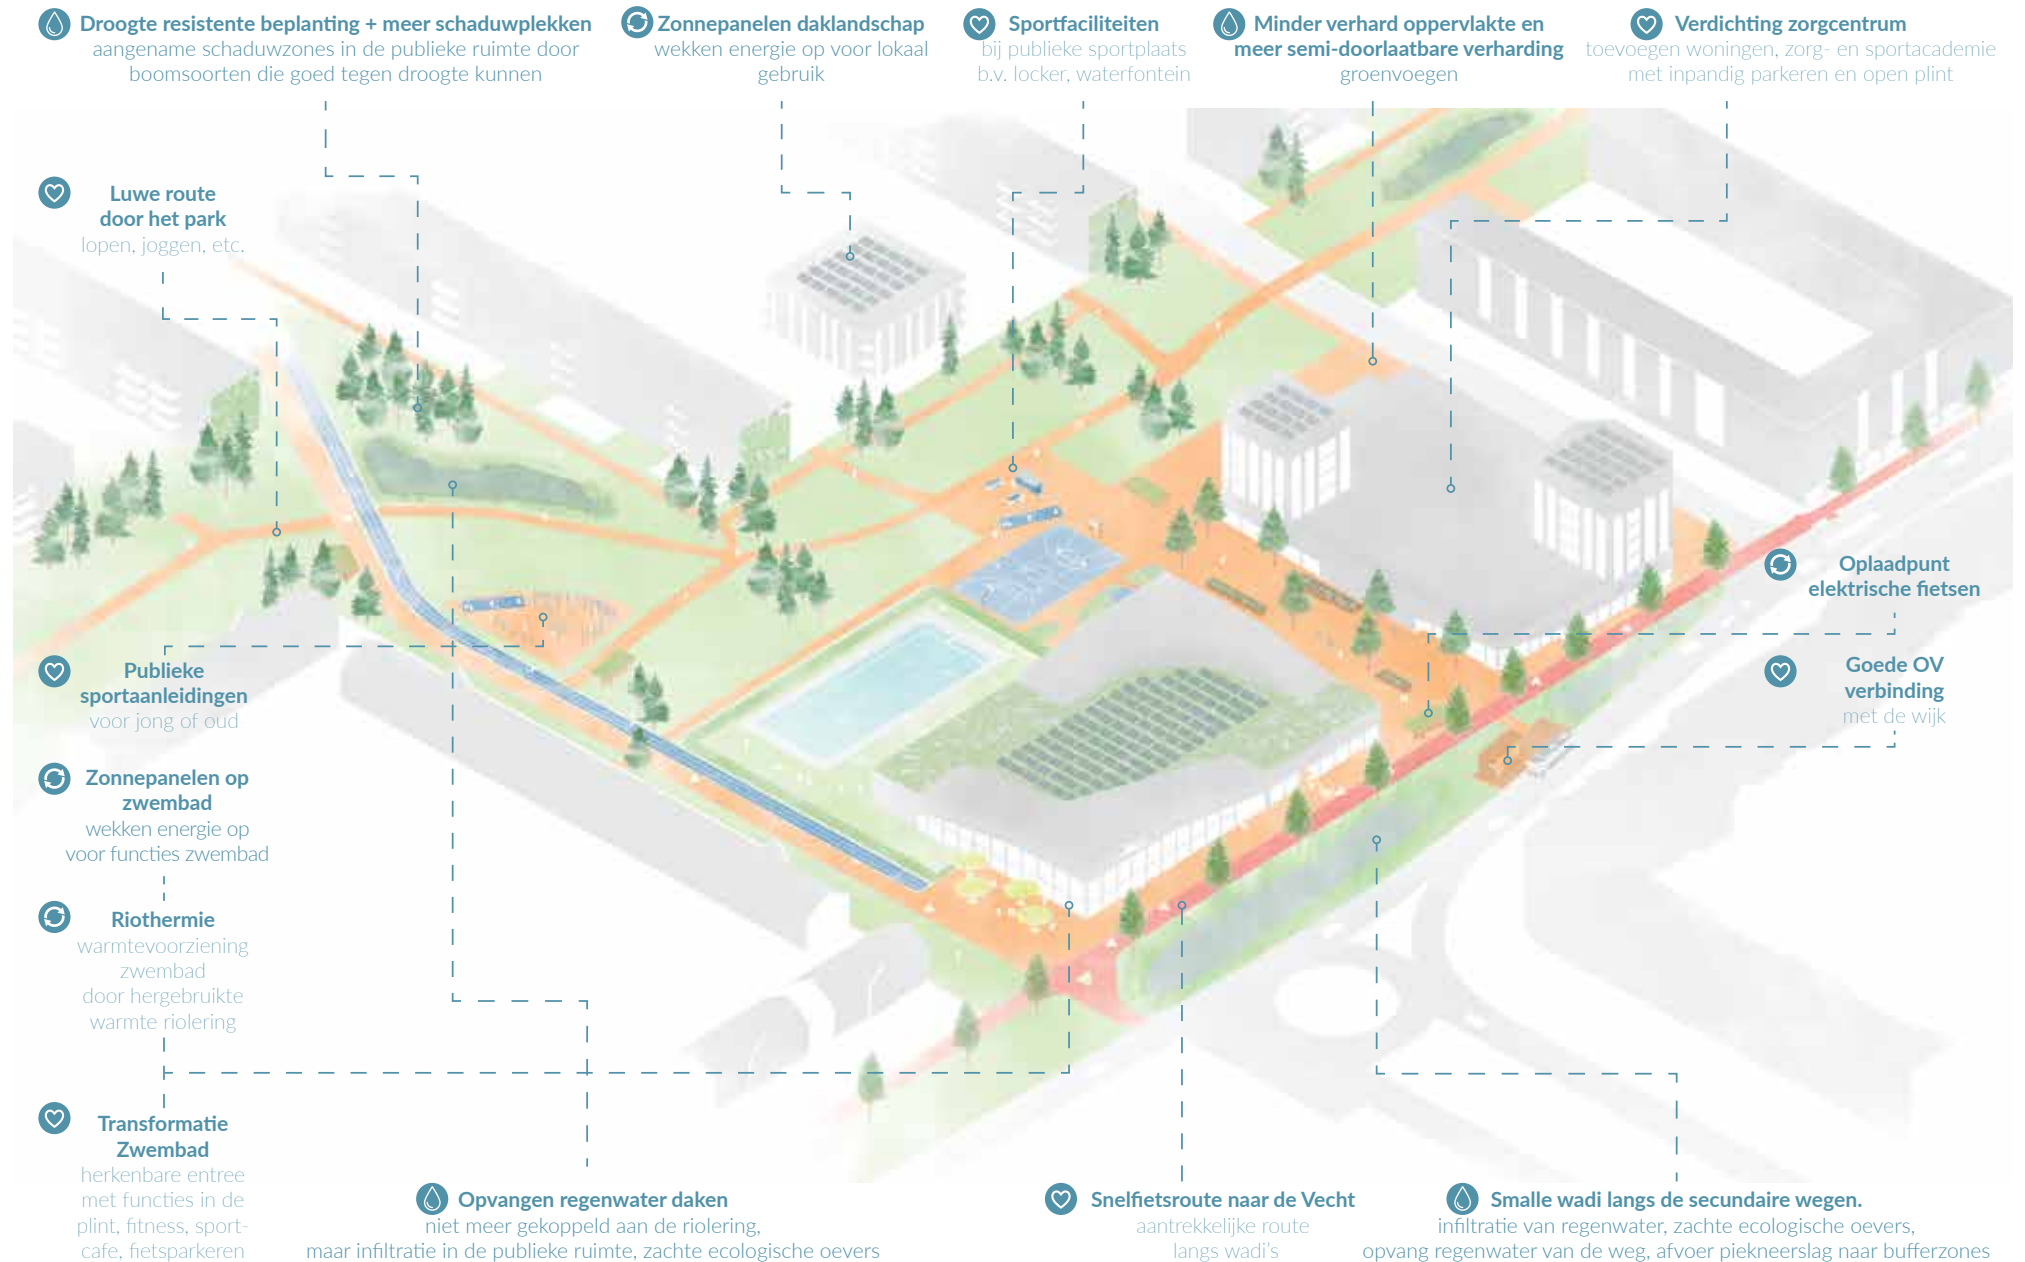 Droogte resistente beplanting + meer schaduwplekken
aangename schaduwzones in de publieke ruimte door
boomsoorten die goed tegen droogte kunnen
Zonnepanelen daklandschap
wekken energie op voor lokaal
gebruik
Sportfaciliteiten
bij publieke sportplaats
b.v. locker, waterfontein
Minder verhard oppervlakte en
meer semi-doorlaatbare verharding
groenvoegen
Verdichting zorgcentrum
toevoegen woningen, zorg- en sportacademie
met inpandig parkeren en open plint
Luwe route
door het park
lopen, joggen, etc.
Oplaadpunt
elektrische fietsen
Goede OV
verbinding
met de wijk
Publieke
sportaanleidingen
voor jong of oud
Zonnepanelen op
zwembad
wekken energie op
voor functies zwembad
Riothermie
warmtevoorziening
zwembad
door hergebruikte
warmte riolering
Transformatie
Zwembad
herkenbare entree
met functies in de
plint, fitness, sport-
cafe, fietsparkeren
Opvangen regenwater daken
niet meer gekoppeld aan de riolering,
maar infiltratie in de publieke ruimte, zachte ecologische oevers
Snelfietsroute naar de Vecht
aantrekkelijke route
langs wadi's
Smalle wadi langs de secundaire wegen.
infiltratie van regenwater, zachte ecologische oevers,
opvang regenwater van de weg, afvoer piekneerslag naar bufferzones